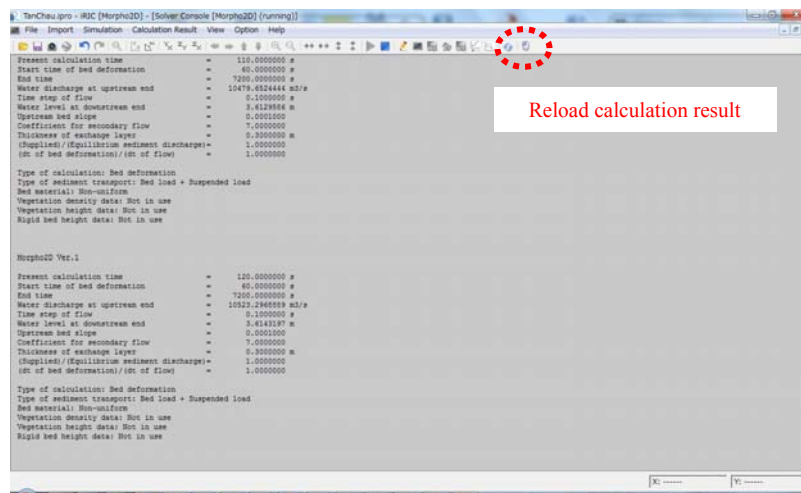 TanChau.ipro - iRIC [Morpho2D] - [Solver Console [Morpho2D] (running)]
File Import Simulation Calculation Result View Option Help
Reload calculation result
Present calculation time = 110.0000000 s
Start time of bed deformation = 60.0000000 s
End time = 7200.0000000 s
Water discharge at upstream end = 10479.6524444 m3/s
Time step of flow = 0.1000000 s
Water level at downstream end = 3.6129586 m
Upstream bed slope = 0.0001000
Coefficient for secondary flow = 7.0000000
Thickness of exchange layer = 0.3000000 m
(Supplied)/(Equilibrium sediment discharge)= 1.0000000
(dt of bed deformation)/(dt of flow) = 1.0000000
Type of calculation: Bed deformation
Type of sediment transport: Bed load + Suspended load
Bed material: Non-uniform
Vegetation density data: Not in use
Vegetation height data: Not in use
Rigid bed height data: Not in use
Morpho2D Ver.1
Present calculation time = 120.0000000 s
Start time of bed deformation = 60.0000000 s
End time = 7200.0000000 s
Water discharge at upstream end = 10523.2968889 m3/s
Time step of flow = 0.1000000 s
Water level at downstream end = 3.6143197 m
Upstream bed slope = 0.0001000
Coefficient for secondary flow = 7.0000000
Thickness of exchange layer = 0.3000000 m
(Supplied)/(Equilibrium sediment discharge)= 1.0000000
(dt of bed deformation)/(dt of flow) = 1.0000000
Type of calculation: Bed deformation
Type of sediment transport: Bed load + Suspended load
Bed material: Non-uniform
Vegetation density data: Not in use
Vegetation height data: Not in use
Rigid bed height data: Not in use
X: ------ Y: ------